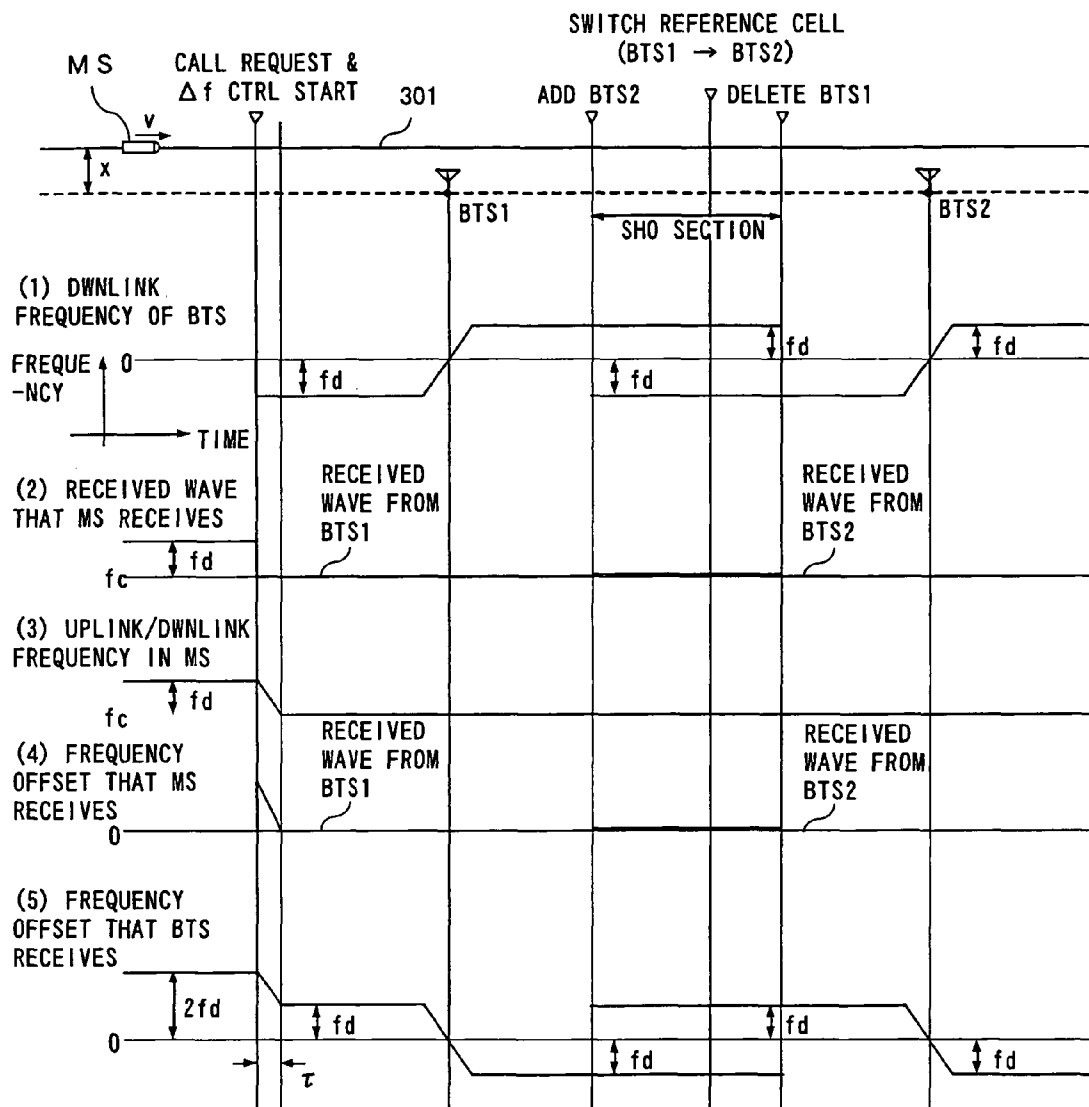 SWITCH REFERENCE CELL
(BTS1 → BTS2)
MS
CALL REQUEST &
Δf CTRL START
301
ADD BTS2
DELETE BTS1
v
x
BTS1
BTS2
SHO SECTION
(1) DWNLINK
FREQUENCY OF BTS
FREQUE
-NCY
0
fd
fd
fd
fd
TIME
(2) RECEIVED WAVE
THAT MS RECEIVES
RECEIVED
WAVE FROM
BTS1
RECEIVED
WAVE FROM
BTS2
fd
fc
(3) UPLINK/DWNLINK
FREQUENCY IN MS
fd
fc
(4) FREQUENCY
OFFSET THAT MS
RECEIVES
RECEIVED
WAVE FROM
BTS1
RECEIVED
WAVE FROM
BTS2
0
(5) FREQUENCY
OFFSET THAT BTS
RECEIVES
2fd
fd
fd
0
fd
fd
τ